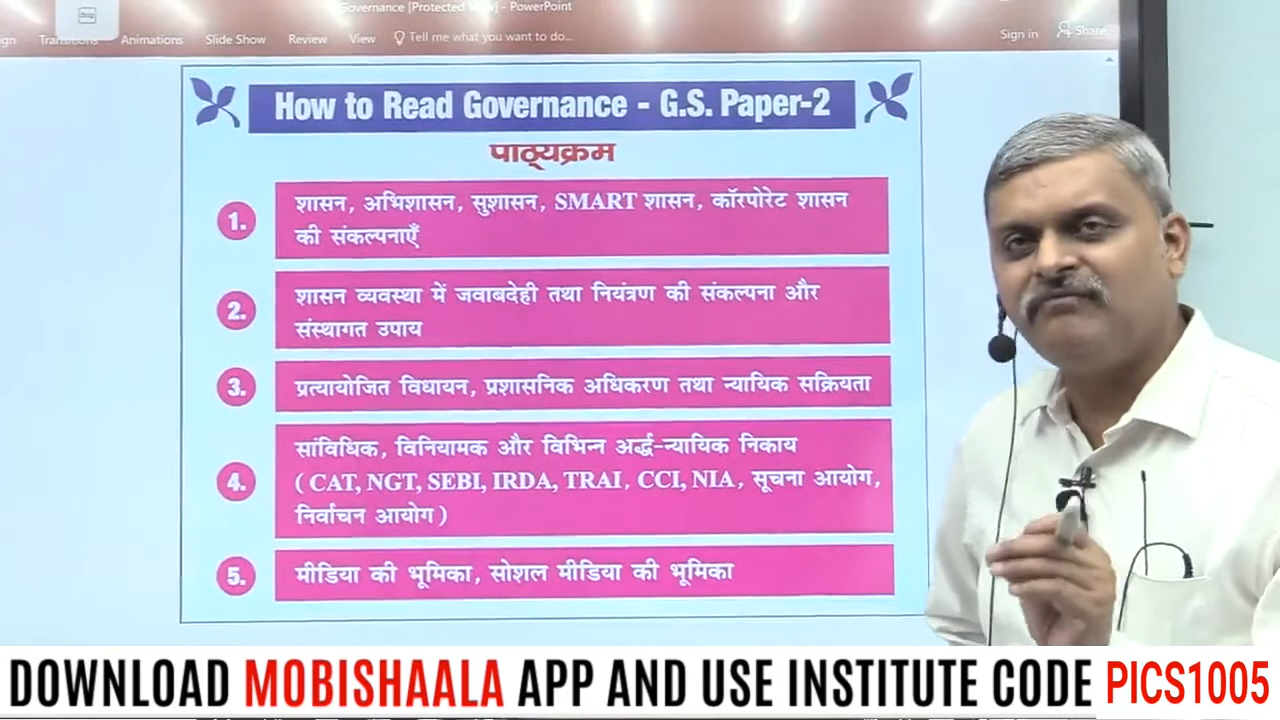 Governance [Protected View] - PowerPoint
Transitions Animations Slide Show Review View Tell me what you want to do... Sign in Share
How to Read Governance - G.S. Paper-2
पाठ्यक्रम
1. शासन, अभिशासन, सुशासन, SMART शासन, कॉरपोरेट शासन
की संकल्पनाएँ
2. शासन व्यवस्था में जवाबदेही तथा नियंत्रण की संकल्पना और
संस्थागत उपाय
3. प्रत्यायोजित विधायन, प्रशासनिक अधिकरण तथा न्यायिक सक्रियता
4. सांविधिक, विनियामक और विभिन्न अर्द्ध-न्यायिक निकाय
( CAT, NGT, SEBI, IRDA, TRAI, CCI, NIA, सूचना आयोग,
निर्वाचन आयोग )
5. मीडिया की भूमिका, सोशल मीडिया की भूमिका
DOWNLOAD MOBISHAALA APP AND USE INSTITUTE CODE PICS1005